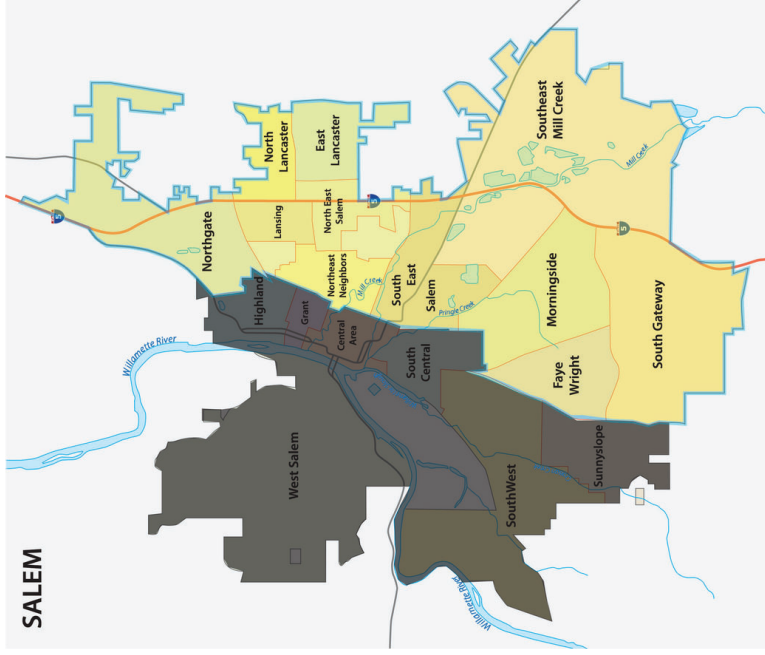 SALEM
West Salem
Willamette River
Willamette River
Highland
Grant
Central
Area
South
Central
SouthWest
Sunnyslope
Northgate
Lansing
North
Lancaster
East
Lancaster
North East
Salem
Northeast
Neighbors
Mill Creek
South
East
Salem
Pringle Creek
Morningside
Faye
Wright
South Gateway
Southeast
Mill Creek
Mill Creek
5
5
5